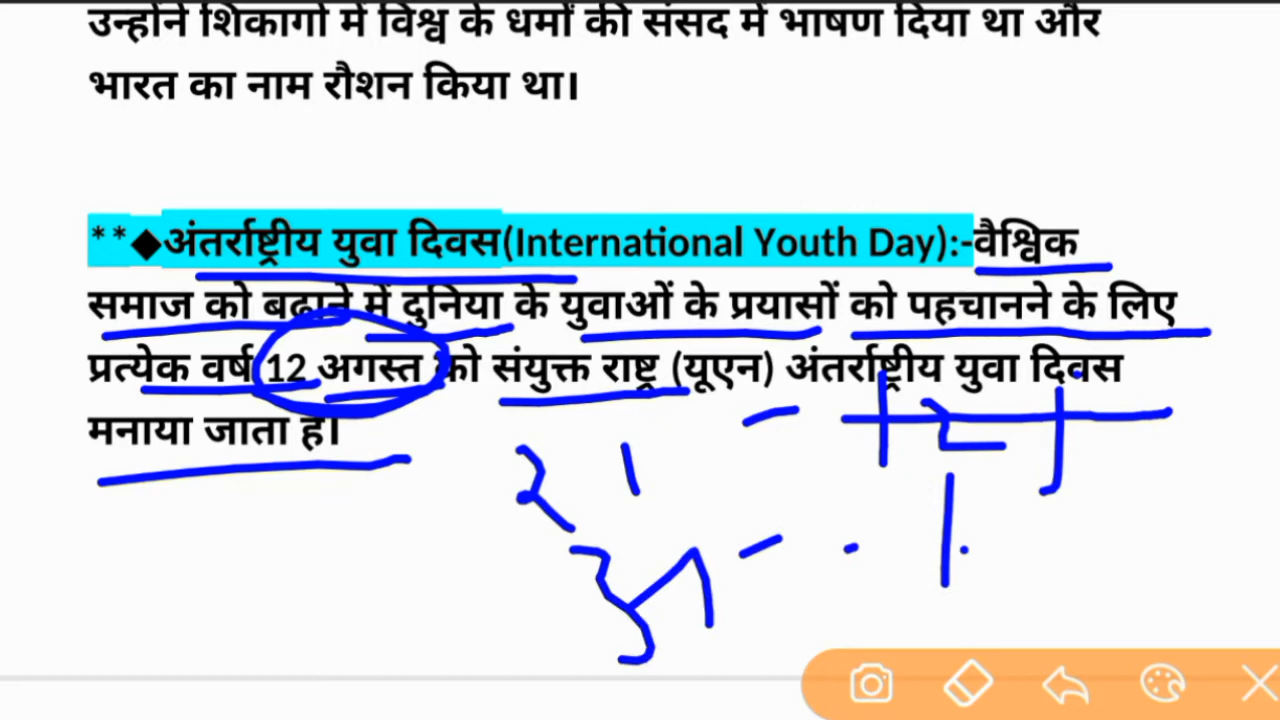 उन्होंने शिकागो में विश्व के धर्मों की संसद में भाषण दिया था और
भारत का नाम रौशन किया था।
**◆अंतर्राष्ट्रीय युवा दिवस(International Youth Day):-वैश्विक
समाज को बढ़ाने में दुनिया के युवाओं के प्रयासों को पहचानने के लिए
प्रत्येक वर्ष 12 अगस्त को संयुक्त राष्ट्र (यूएन) अंतर्राष्ट्रीय युवा दिवस
मनाया जाता है।